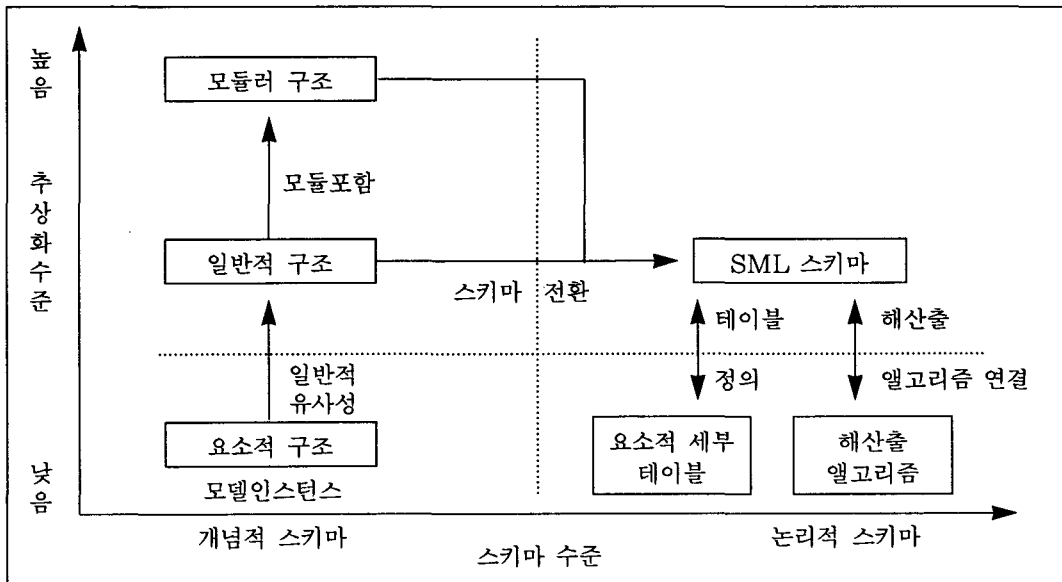 높음
추상화수준
낮음
모듈러 구조
모듈포함
일반적 구조
스키마 전환
SML 스키마
테이블
해산출
일반적
유사성
정의
앨고리즘 연결
요소적 구조
모델인스턴스
요소적 세부
테이블
해산출
앨고리즘
개념적 스키마
스키마 수준
논리적 스키마